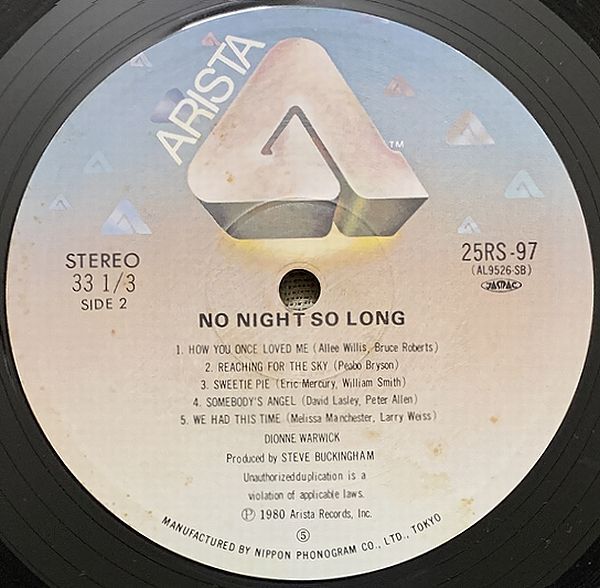 ARISTA
TM
STEREO
33 1/3
SIDE 2
25RS-97
(AL9526-SB)
JASRAC
NO NIGHT SO LONG
1. HOW YOU ONCE LOVED ME (Allee Willis, Bruce Roberts)
2. REACHING FOR THE SKY (Peabo Bryson)
3. SWEETIE PIE (Eric Mercury, William Smith)
4. SOMEBODY'S ANGEL (David Lasley, Peter Allen)
5. WE HAD THIS TIME (Melissa Manchester, Larry Weiss)
DIONNE WARWICK
Produced by STEVE BUCKINGHAM
Unauthorized duplication is a
violation of applicable laws.
Ⓟ 1980 Arista Records, Inc.
⑤
MANUFACTURED BY NIPPON PHONOGRAM CO., LTD., TOKYO